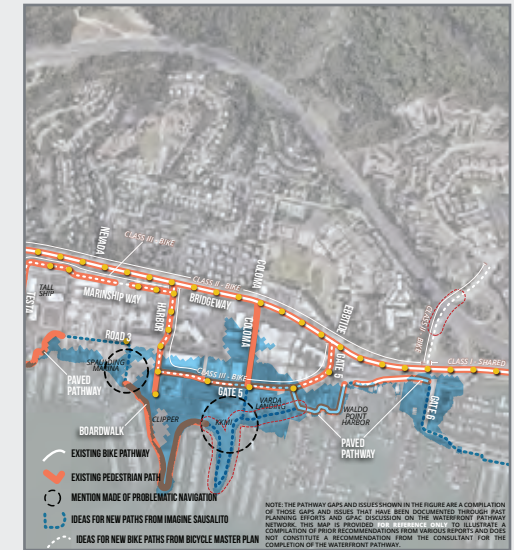 NEVADA
CLASS III - BIKE
TALL
SHIP
MARINSHIP WAY
CLASS II - BIKE
BRIDGEWAY
COLOMA
TESTA
HARBOR
COLOMA
EBBTIDE
CLASS II - BIKE
CLASS I - SHARED
ROAD 3
SPAULDING
MARINA
CLASS III - BIKE
GATE 5
GATE 6
PAVED
PATHWAY
VARDA
LANDING
WALDO
POINT
HARBOR
GATE 6
BOARDWALK
CLIPPER
KKMI
PAVED
PATHWAY
EXISTING BIKE PATHWAY
EXISTING PEDESTRIAN PATH
MENTION MADE OF PROBLEMATIC NAVIGATION
IDEAS FOR NEW PATHS FROM IMAGINE SAUSALITO
IDEAS FOR NEW BIKE PATHS FROM BICYCLE MASTER PLAN
NOTE: THE PATHWAY GAPS AND ISSUES SHOWN IN THE FIGURE ARE A COMPILATION
OF THOSE GAPS AND ISSUES THAT HAVE BEEN DOCUMENTED THROUGH PAST
PLANNING EFFORTS AND GPAC DISCUSSION ON THE WATERFRONT PATHWAY
NETWORK. THIS MAP IS PROVIDED FOR REFERENCE ONLY TO ILLUSTRATE A
COMPILATION OF PRIOR RECOMMENDATIONS FROM VARIOUS REPORTS AND DOES
NOT CONSTITUTE A RECOMMENDATION FROM THE CONSULTANT FOR THE
COMPLETION OF THE WATERFRONT PATHWAY.